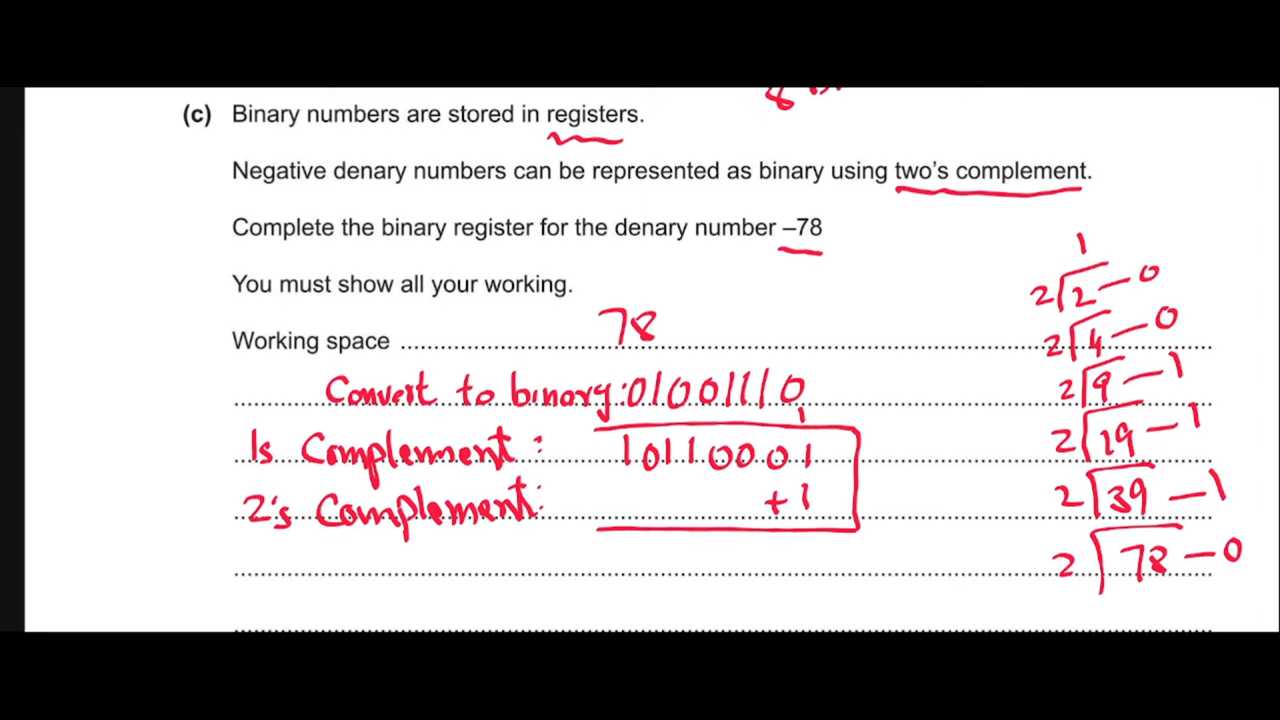 (c) Binary numbers are stored in registers.
Negative denary numbers can be represented as binary using two's complement.
Complete the binary register for the denary number –78
You must show all your working.
Working space 78
Convert to binary: 01001110
1
1s Complement: 10110001
2's Complement: +1
1
2 2 – 0
2 4 – 0
2 9 – 1
2 19 – 1
2 39 – 1
2 78 – 0